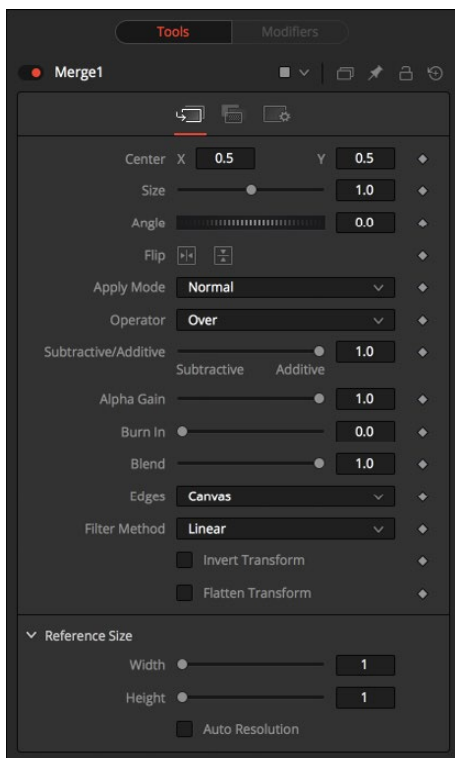 Tools Modifiers
Merge1
Center X 0.5 Y 0.5
Size 1.0
Angle 0.0
Flip
Apply Mode Normal
Operator Over
Subtractive/Additive 1.0
Subtractive Additive
Alpha Gain 1.0
Burn In 0.0
Blend 1.0
Edges Canvas
Filter Method Linear
Invert Transform
Flatten Transform
Reference Size
Width 1
Height 1
Auto Resolution